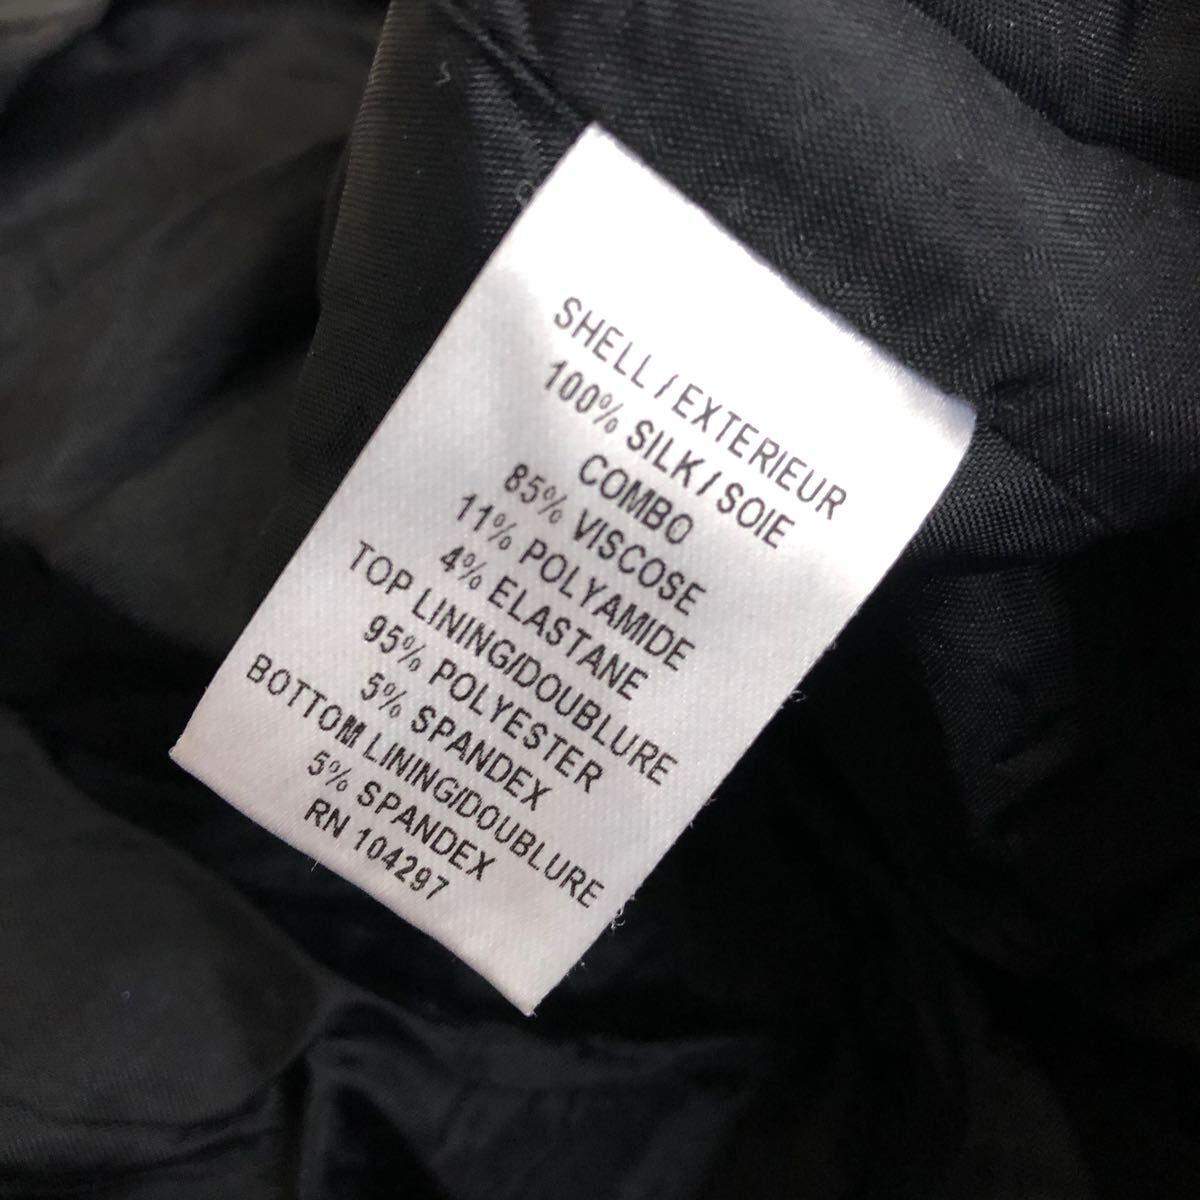 SHELL / EXTERIEUR
100% SILK / SOIE
COMBO
85% VISCOSE
11% POLYAMIDE
4% ELASTANE
TOP LINING/DOUBLURE
95% POLYESTER
5% SPANDEX
BOTTOM LINING/DOUBLURE
5% SPANDEX
RN 104297